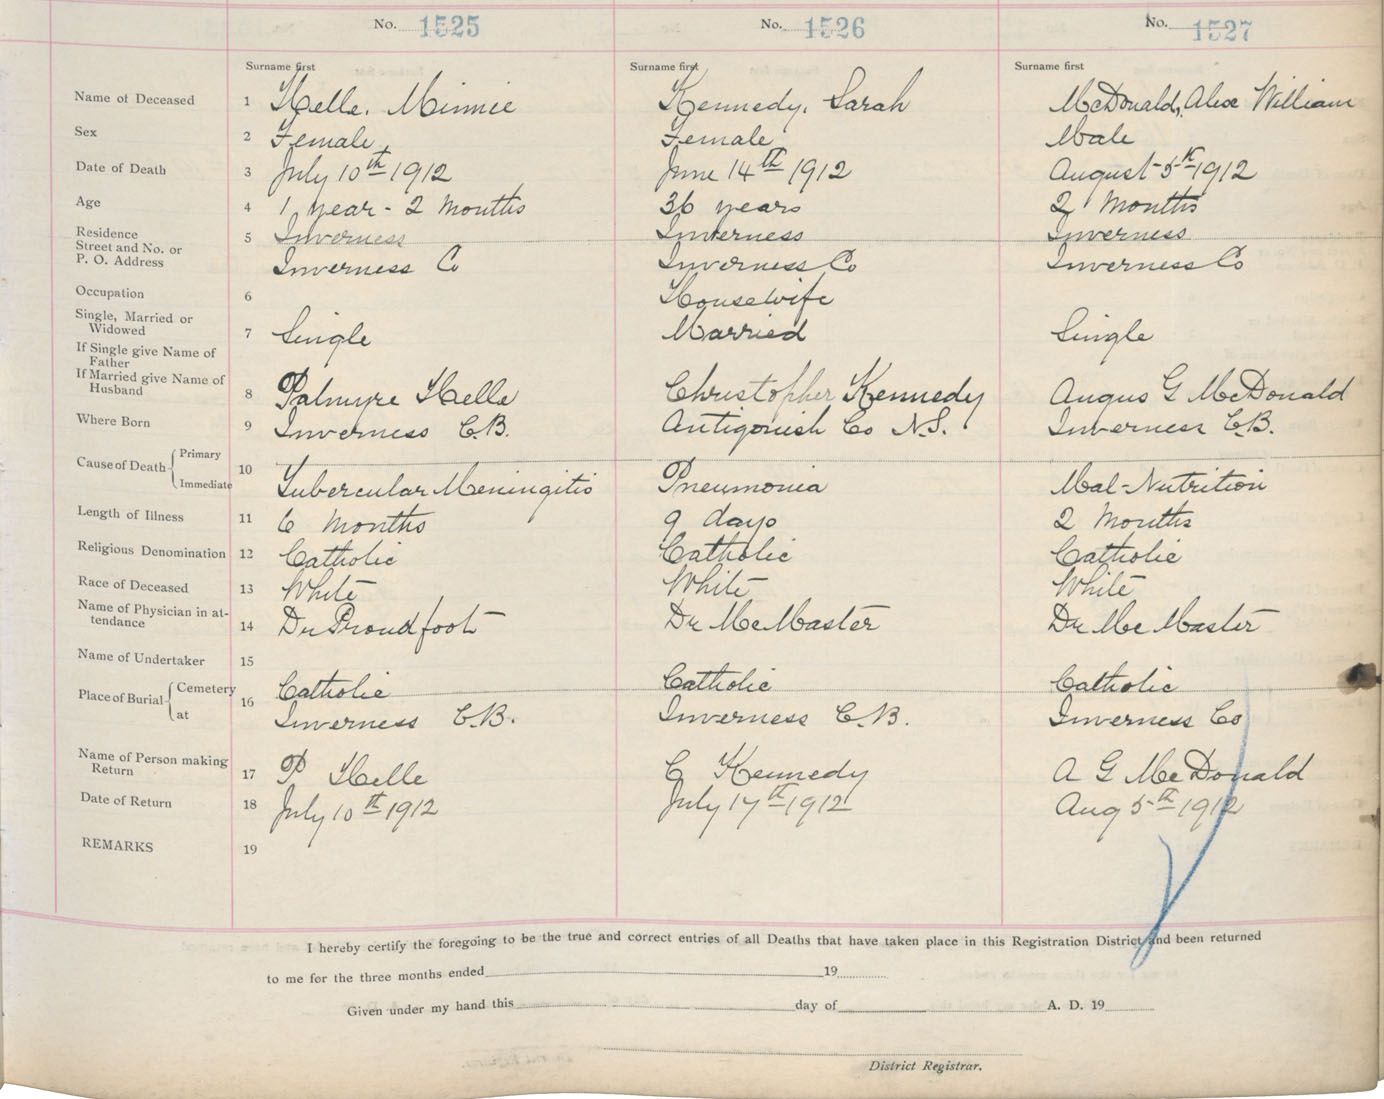 No. 1525 No. 1526 No. 1527
Surname first Surname first Surname first
Name of Deceased 1 Helle, Minnie Kennedy, Sarah McDonald, Alex William
Sex 2 Female Female Male
Date of Death 3 July 10th 1912 June 14th 1912 August 5th 1912
Age 4 1 year - 2 Months 36 years 2 Months
Residence
Street and No. or
P. O. Address
5 Inverness Inverness Inverness
Inverness Co Inverness Co Inverness Co
Occupation 6 Housewife
Single, Married or
Widowed
7 Single Married Single
If Single give Name of
Father
If Married give Name of
Husband
8 Palmyre Helle Christopher Kennedy Angus G McDonald
Where Born 9 Inverness C.B. Antigonish Co N.S. Inverness C.B.
Cause of Death Primary
Immediate
10 Tubercular Meningitis Pneumonia Mal-Nutrition
Length of Illness 11 6 Months 9 days 2 Months
Religious Denomination 12 Catholic Catholic Catholic
Race of Deceased 13 White White White
Name of Physician in at-
tendance
14 Dr Proudfoot Dr McMaster Dr McMaster
Name of Undertaker 15
Place of Burial Cemetery
at
16 Catholic Catholic Catholic
Inverness C.B. Inverness C.B. Inverness Co
Name of Person making
Return
17 P Helle C Kennedy A G McDonald
Date of Return 18 July 10th 1912 July 17th 1912 Aug 5th 1912
REMARKS 19
I hereby certify the foregoing to be the true and correct entries of all Deaths that have taken place in this Registration District and been returned
to me for the three months ended 19
Given under my hand this day of A. D. 19
District Registrar.